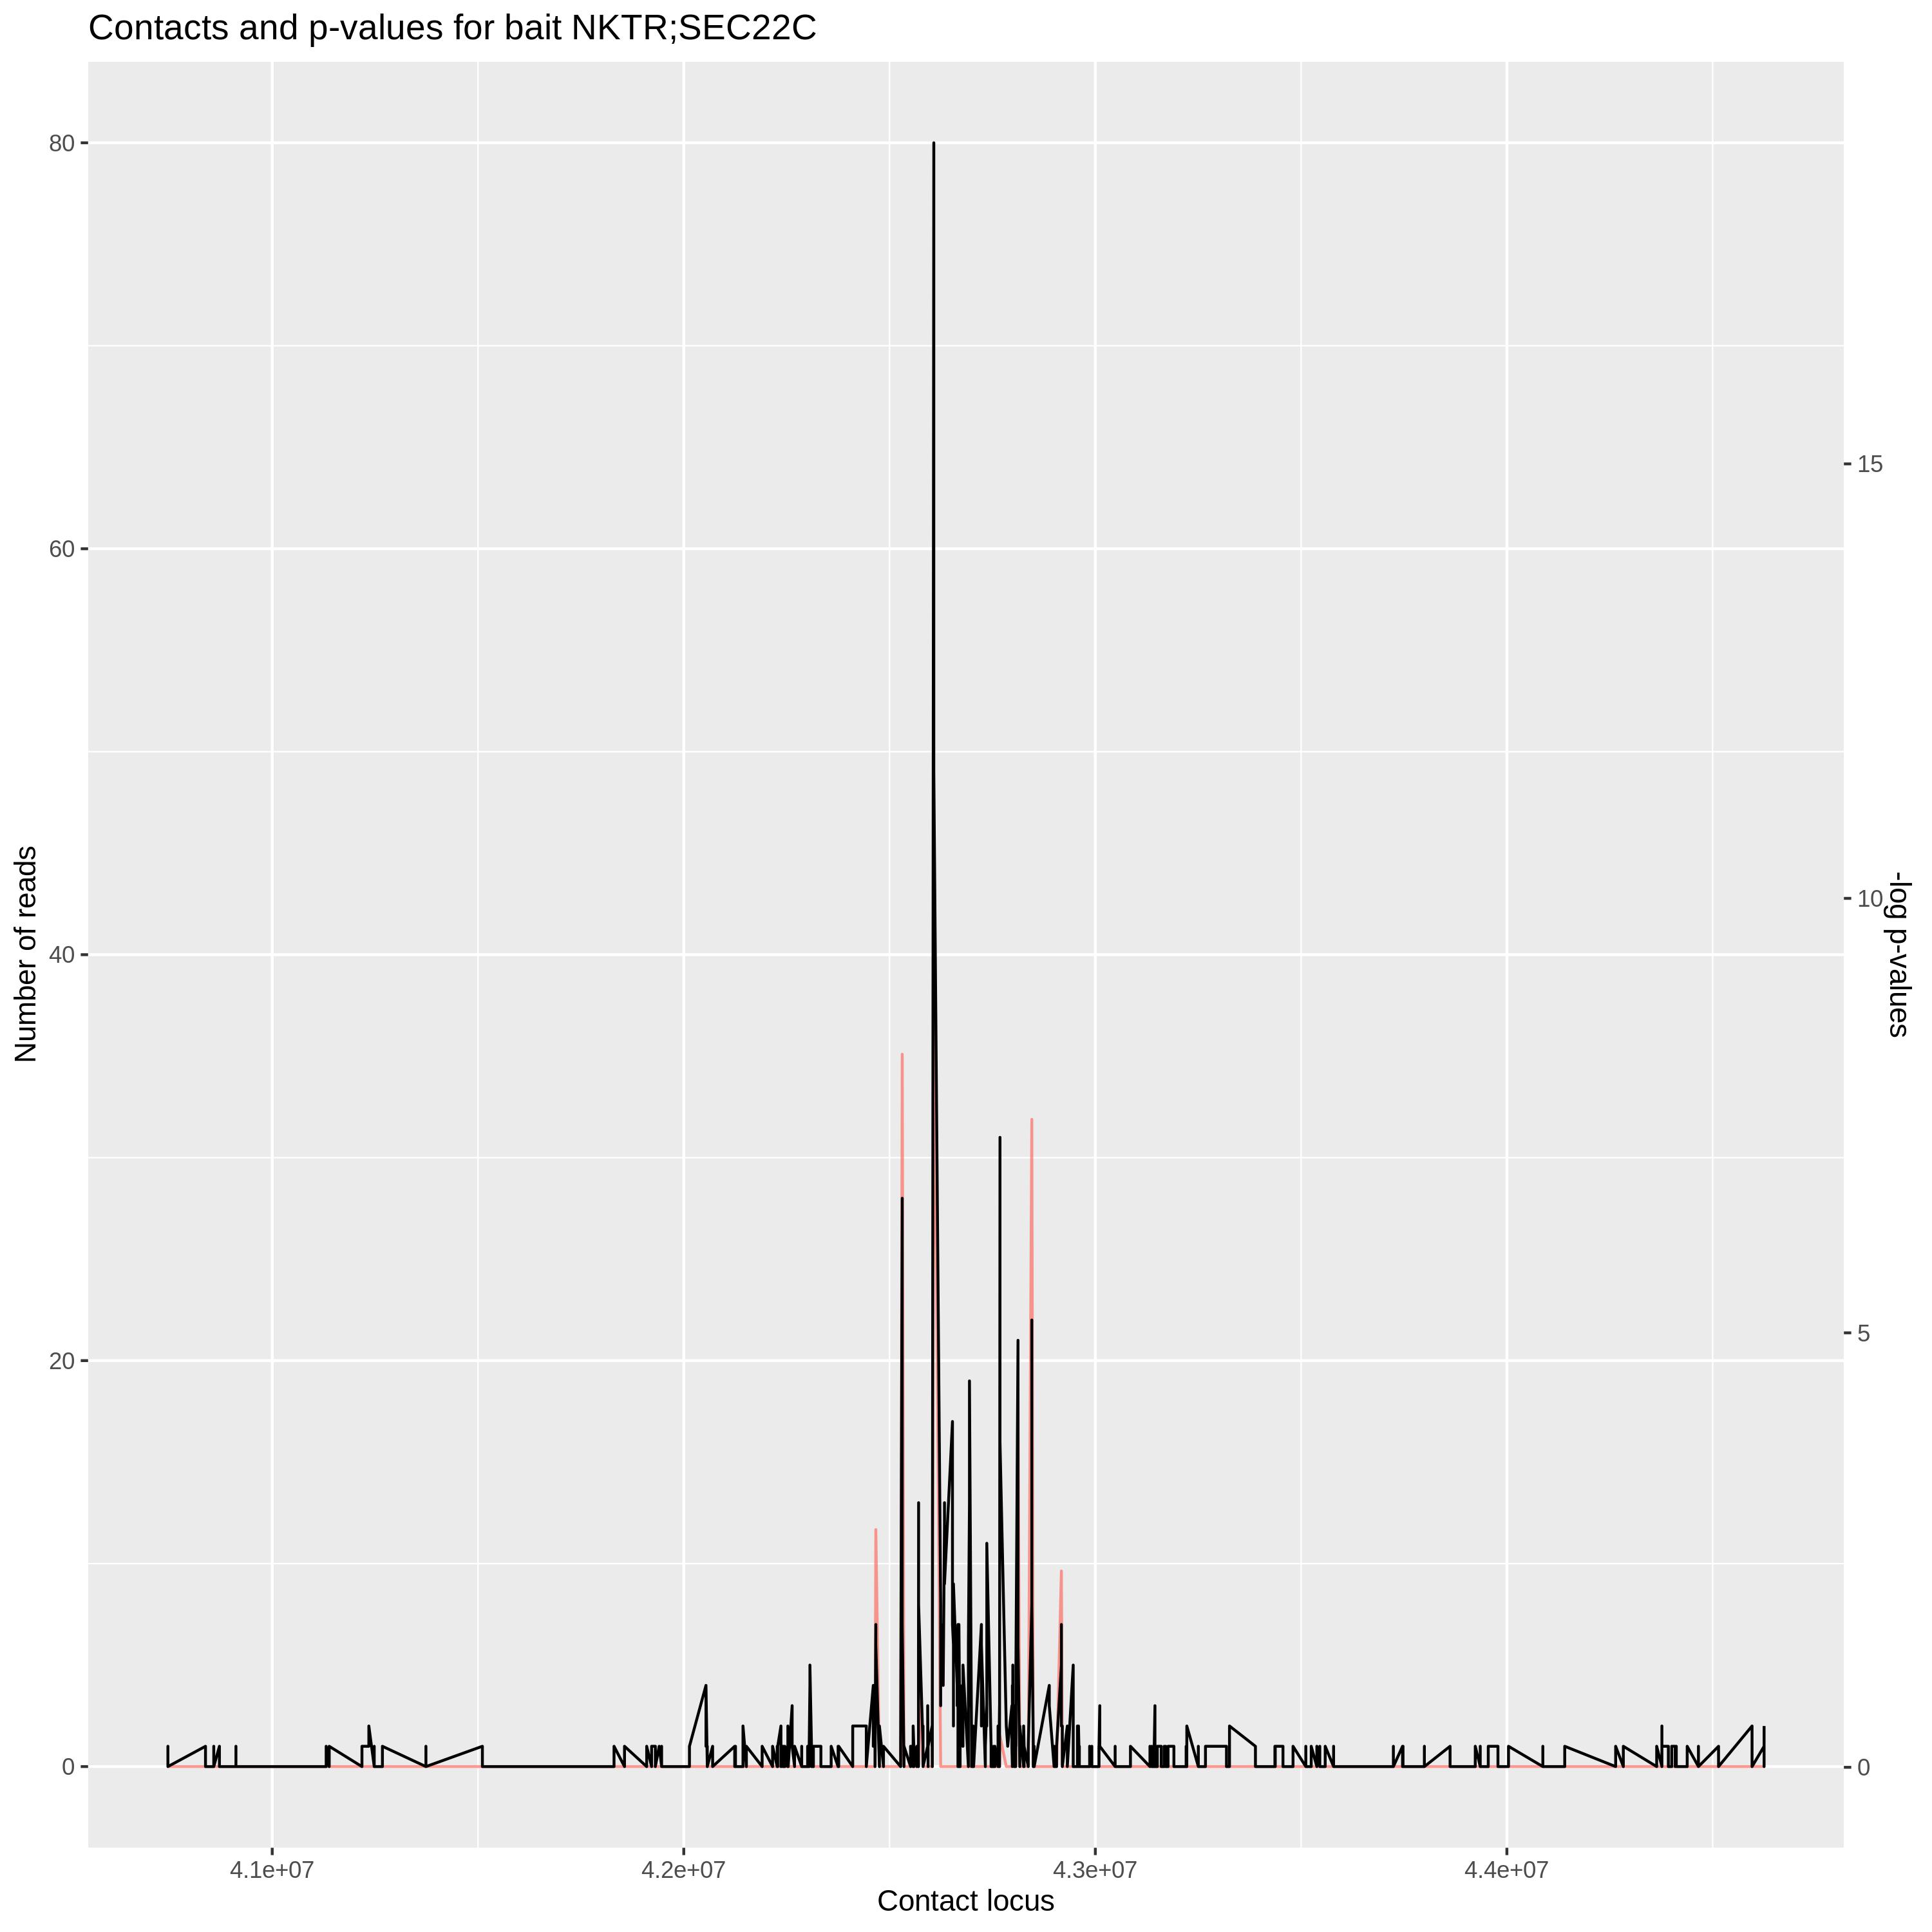 Contacts and p-values for bait NKTR;SEC22C
80
60
40
20
0
Number of reads
15
10
5
0
-log p-values
4.1e+07
4.2e+07
4.3e+07
4.4e+07
Contact locus